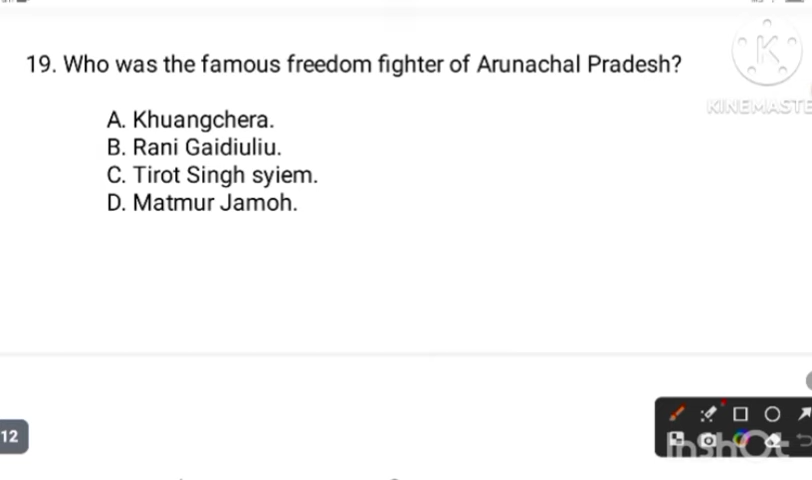 19. Who was the famous freedom fighter of Arunachal Pradesh?
KINEMASTE
A. Khuangchera.
B. Rani Gaidiuliu.
C. Tirot Singh syiem.
D. Matmur Jamoh.
12
InshOt